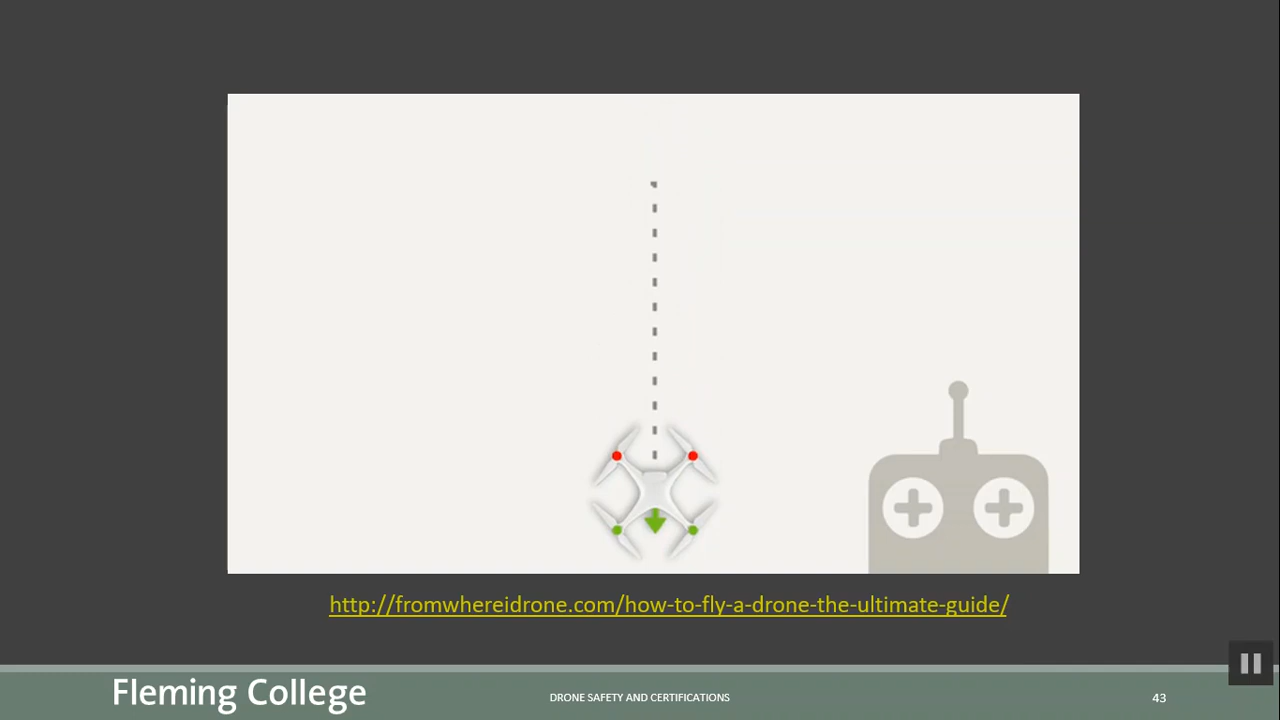 http://fromwhereidrone.com/how-to-fly-a-drone-the-ultimate-guide/
Fleming College
DRONE SAFETY AND CERTIFICATIONS
43